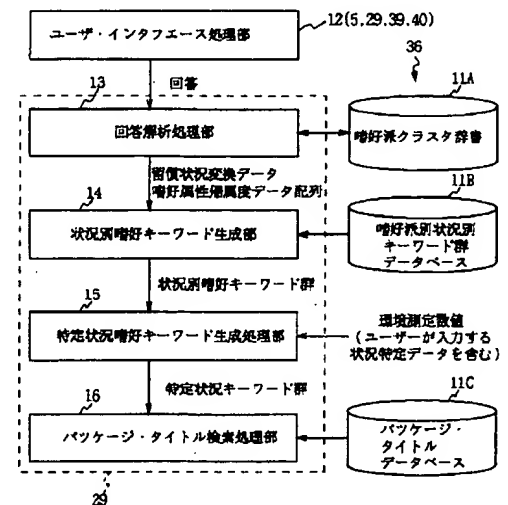 ユーザ・インタフエース処理部
12(5,29,39,40)
36
回答
13
11A
回答解析処理部
嗜好派クラスタ辞書
習慣状況変換データ
嗜好属性帰属度データ配列
14
11B
状況別嗜好キーワード生成部
嗜好派別状況別
キーワード群
データベース
状況別嗜好キーワード群
15
特定状況嗜好キーワード生成処理部
環境測定数値
(ユーザーが入力する
状況特定データを含む)
特定状況キーワード群
16
11C
パツケージ・タイトル検索処理部
パツケージ・
タイトル
データベース
29